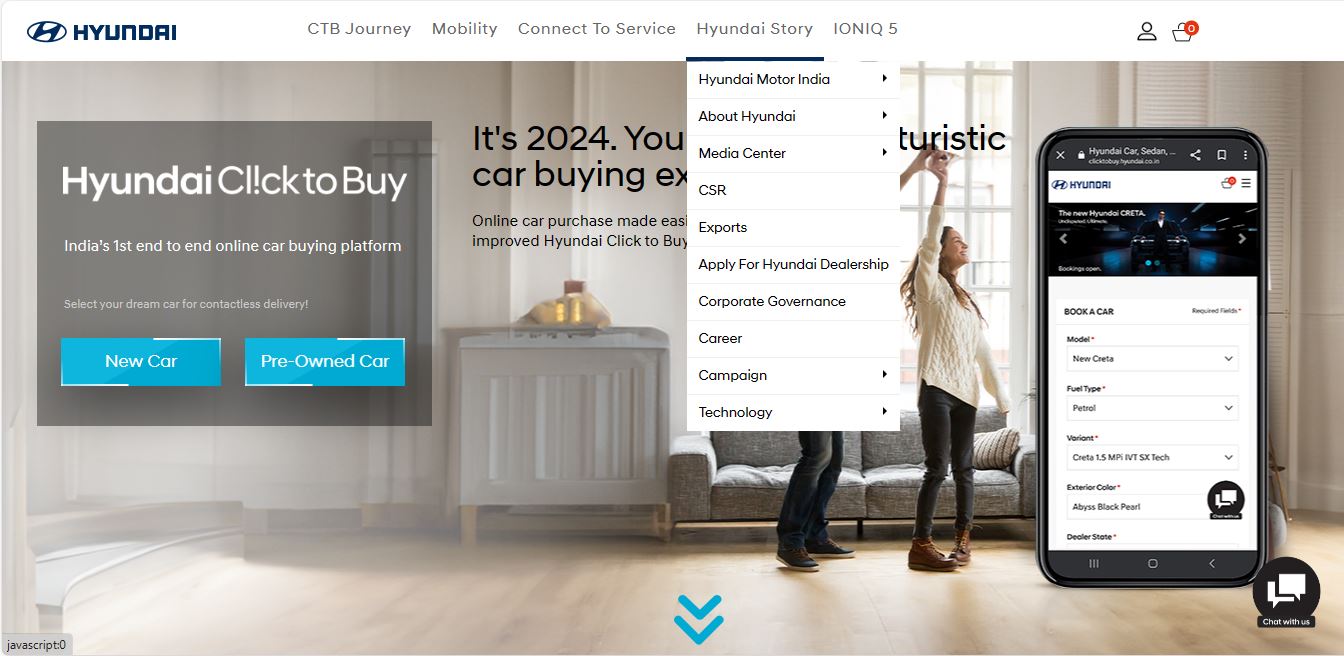 HYUNDAI
CTB Journey Mobility Connect To Service Hyundai Story IONIQ 5
0
Hyundai Motor India
About Hyundai
Media Center
CSR
Exports
Apply For Hyundai Dealership
Corporate Governance
Career
Campaign
Technology
Hyundai Cl!ck to Buy
India's 1st end to end online car buying platform
Select your dream car for contactless delivery!
New Car Pre-Owned Car
It's 2024. You turistic
car buying ex
Online car purchase made easi
improved Hyundai Click to Buy
Hyundai Car, Sedan, ...
clicktobuy.hyundai.co.in
HYUNDAI
The new Hyundai CRETA.
Undisputed. Ultimate.
Bookings open.
BOOK A CAR Required Fields*
Model*
New Creta
Fuel Type*
Petrol
Variant*
Creta 1.5 MPi IVT SX Tech
Exterior Color*
Abyss Black Pearl
Chat with us
Dealer State*
Chat with us
javascript:0